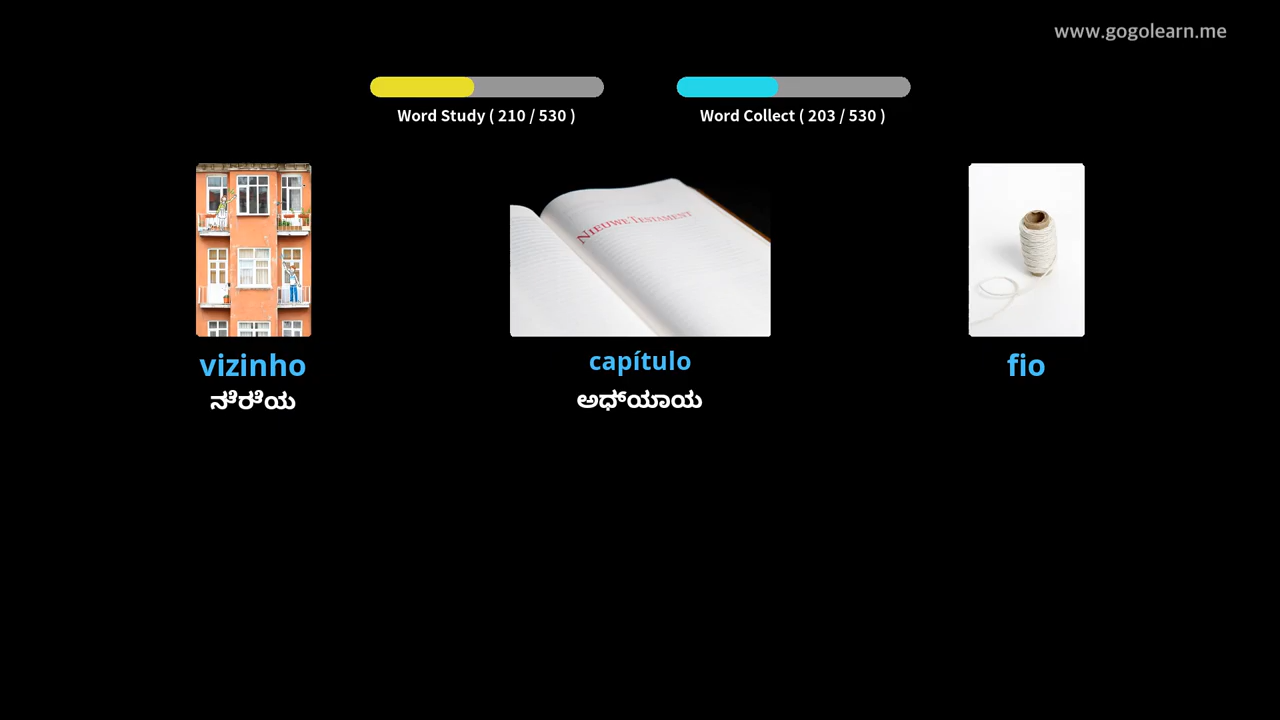 www.gogolearn.me
Word Study ( 210 / 530 )
Word Collect ( 203 / 530 )
NIEUWE TESTAMENT
vizinho
capítulo
fio
ನೆರೆಯ
ಅಧ್ಯಾಯ